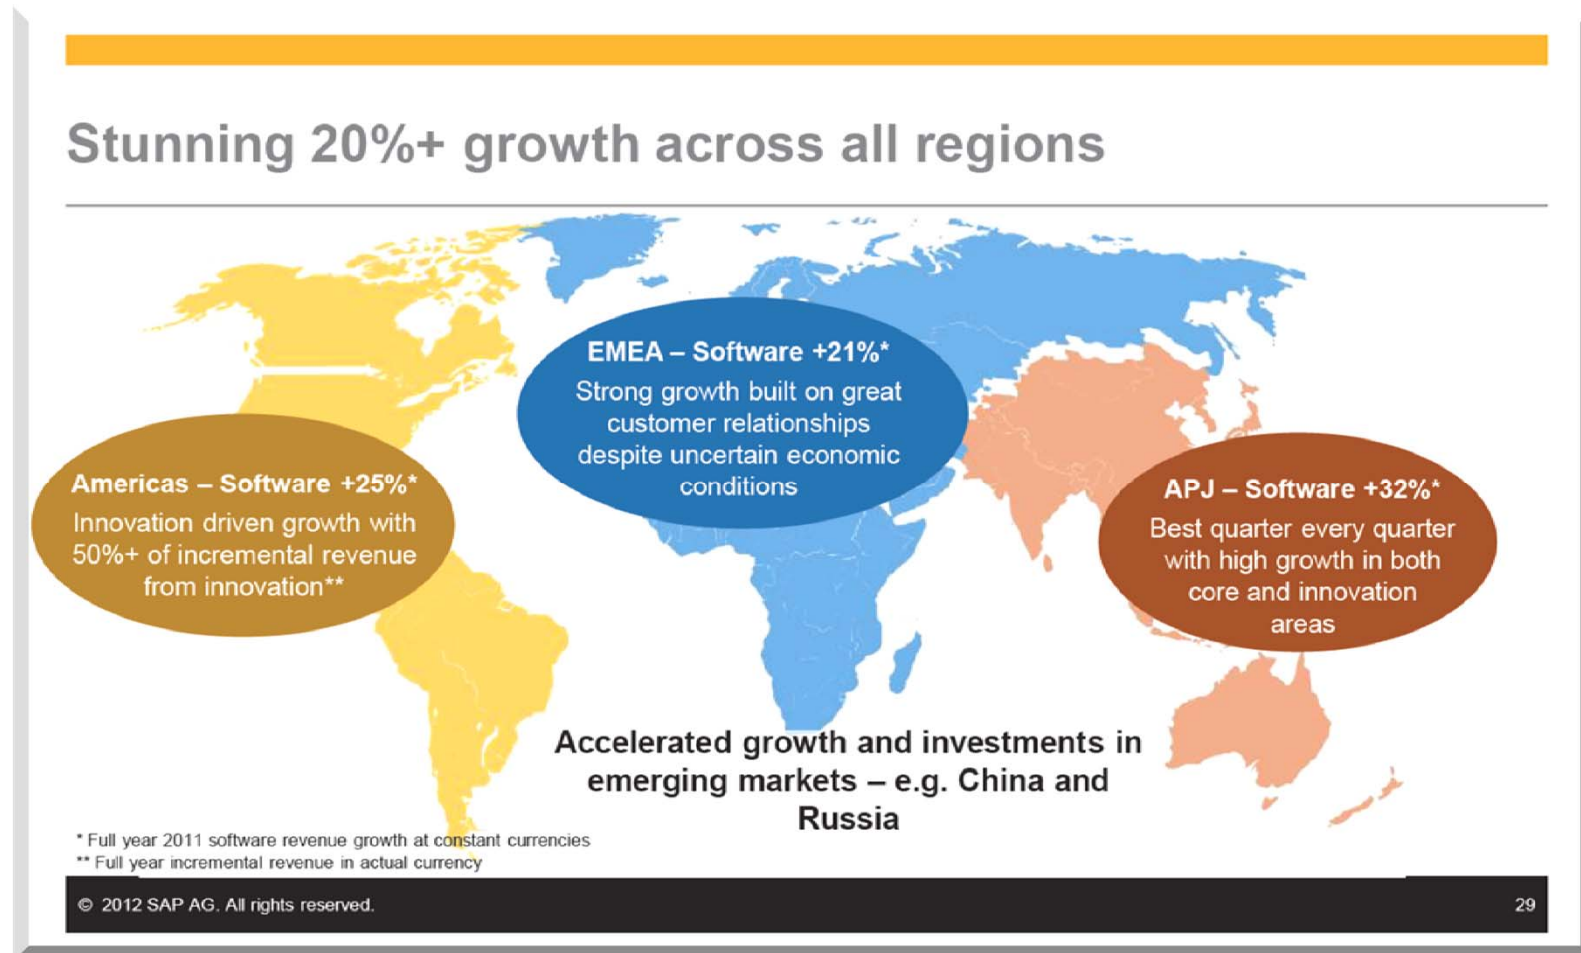 Stunning 20%+ growth across all regions
EMEA – Software +21%*
Strong growth built on great
customer relationships
despite uncertain economic
conditions
Americas – Software +25%*
Innovation driven growth with
50%+ of incremental revenue
from innovation**
APJ – Software +32%*
Best quarter every quarter
with high growth in both
core and innovation
areas
Accelerated growth and investments in
emerging markets – e.g. China and
Russia
* Full year 2011 software revenue growth at constant currencies
** Full year incremental revenue in actual currency
© 2012 SAP AG. All rights reserved.
29